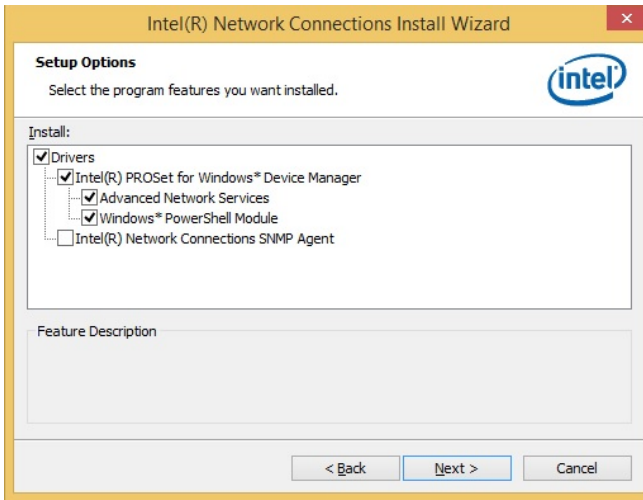 Intel(R) Network Connections Install Wizard
x
Setup Options
Select the program features you want installed.
intel
Install:
Drivers
Intel(R) PROSet for Windows* Device Manager
Advanced Network Services
Windows* PowerShell Module
Intel(R) Network Connections SNMP Agent
Feature Description
< Back
Next >
Cancel